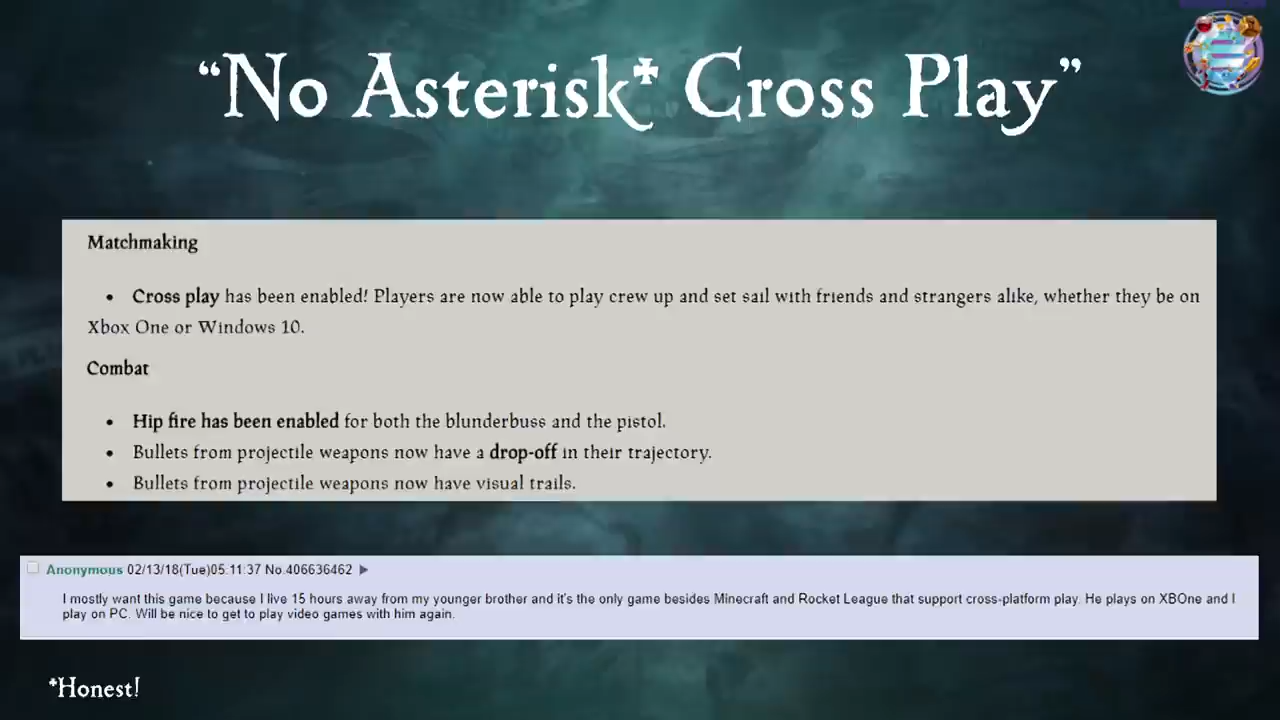 “No Asterisk* Cross Play”
Matchmaking
• Cross play has been enabled! Players are now able to play crew up and set sail with friends and strangers alike, whether they be on
Xbox One or Windows 10.
Combat
• Hip fire has been enabled for both the blunderbuss and the pistol.
• Bullets from projectile weapons now have a drop-off in their trajectory.
• Bullets from projectile weapons now have visual trails.
Anonymous 02/13/18(Tue)05:11:37 No.406636462
I mostly want this game because I live 15 hours away from my younger brother and it's the only game besides Minecraft and Rocket League that support cross-platform play. He plays on XBOne and I
play on PC. Will be nice to get to play video games with him again.
*Honest!